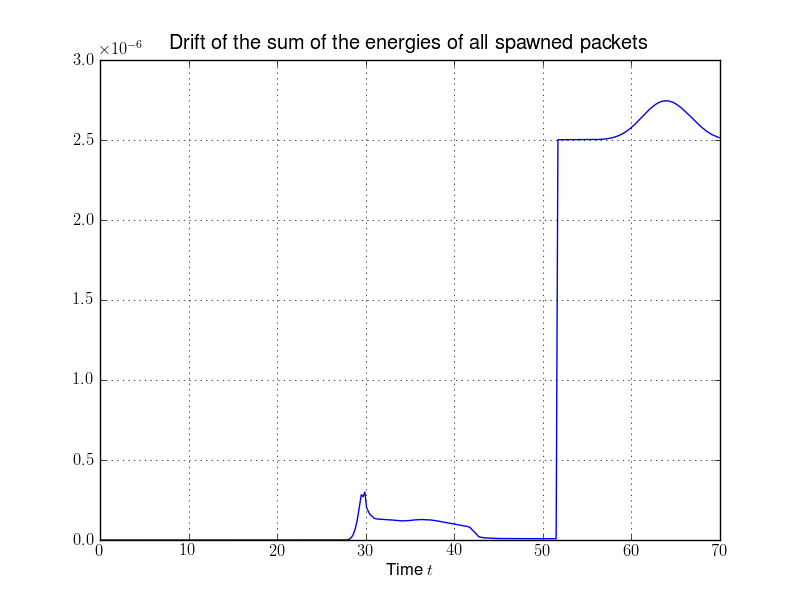 Drift of the sum of the energies of all spawned packets
×10⁻⁶
3.0
2.5
2.0
1.5
1.0
0.5
0.0
0 10 20 30 40 50 60 70
Time t